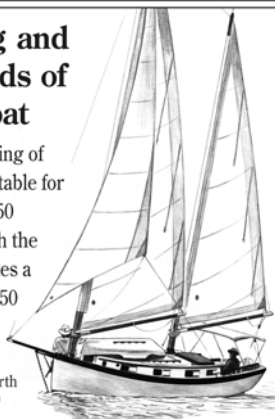 g and
ds of
oat
ing of
table for
50
h the
es a
50
rth